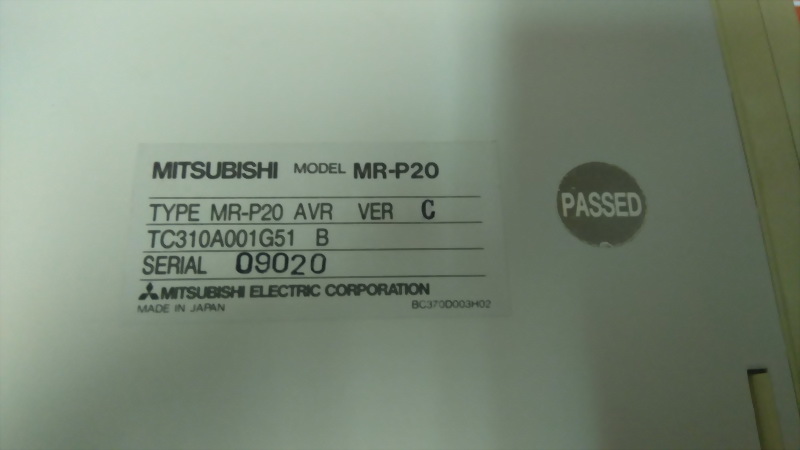 MITSUBISHI MODEL MR-P20
TYPE MR-P20 AVR VER C
TC310A001G51 B
SERIAL 09020
MITSUBISHI ELECTRIC CORPORATION
MADE IN JAPAN BC370D003H02
PASSED